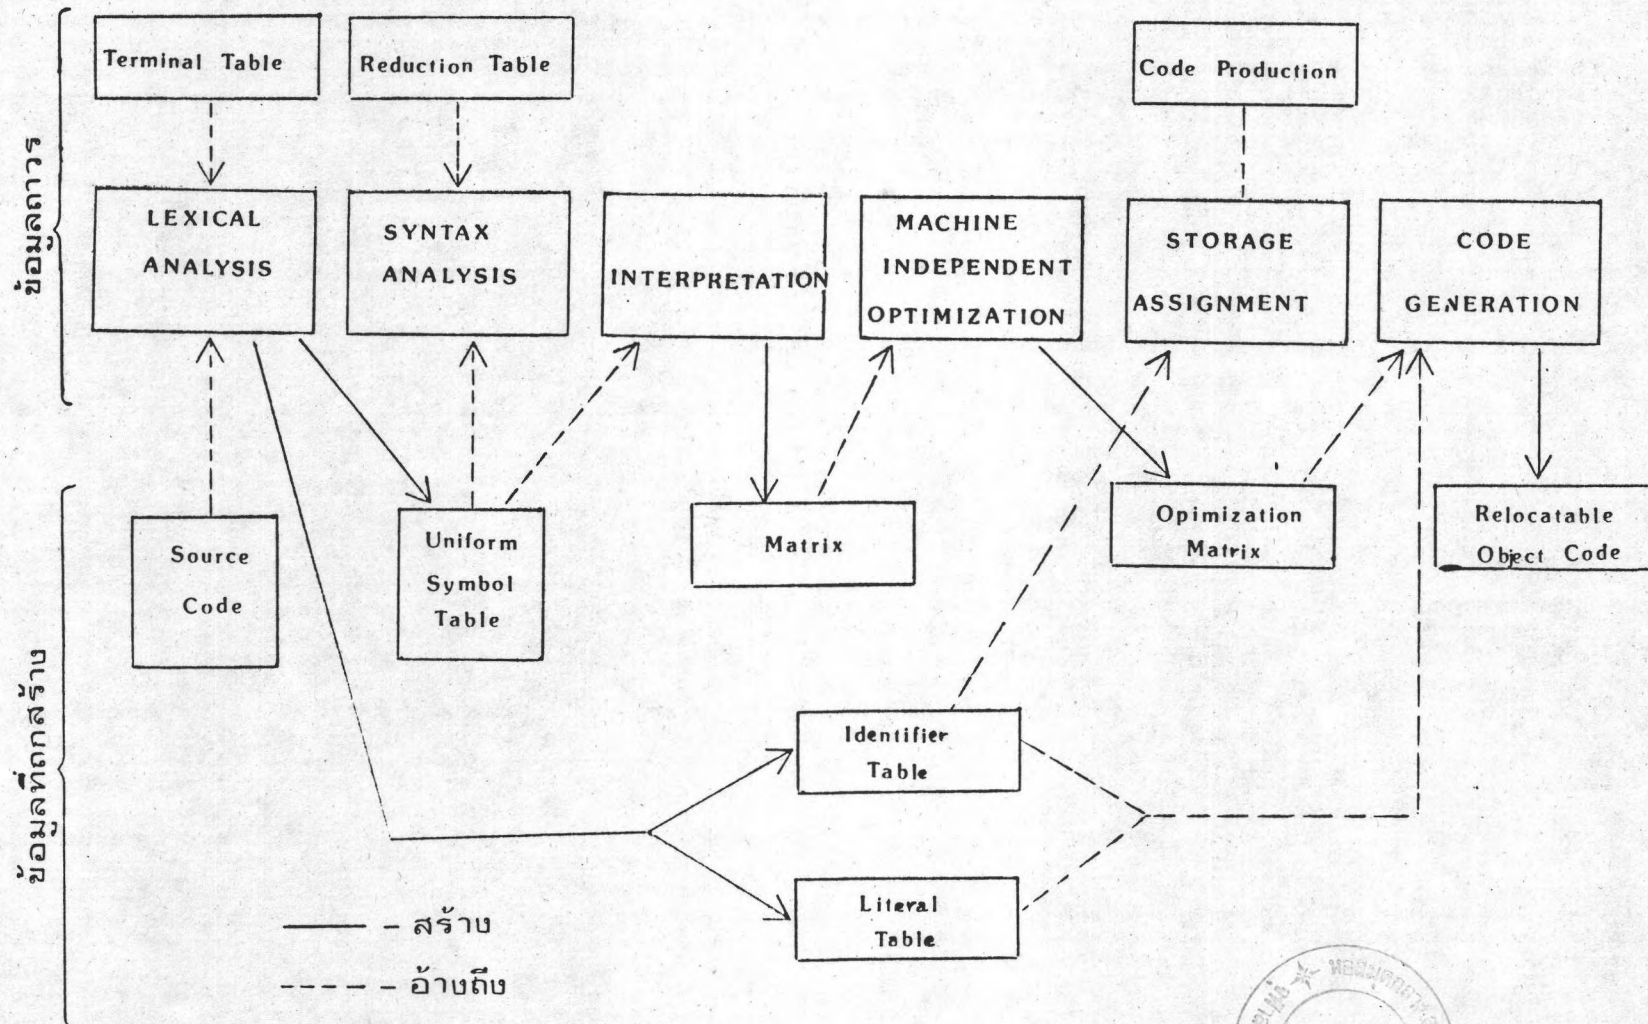 Terminal Table
Reduction Table
Code Production
ข้อมูลถาวร
LEXICAL
ANALYSIS
SYNTAX
ANALYSIS
INTERPRETATION
MACHINE
INDEPENDENT
OPTIMIZATION
STORAGE
ASSIGNMENT
CODE
GENERATION
ข้อมูลที่ถูกสร้าง
Source
Code
Uniform
Symbol
Table
Matrix
Opimization
Matrix
Relocatable
Object Code
Identifier
Table
Literal
Table
- สร้าง
- อ้างถึง